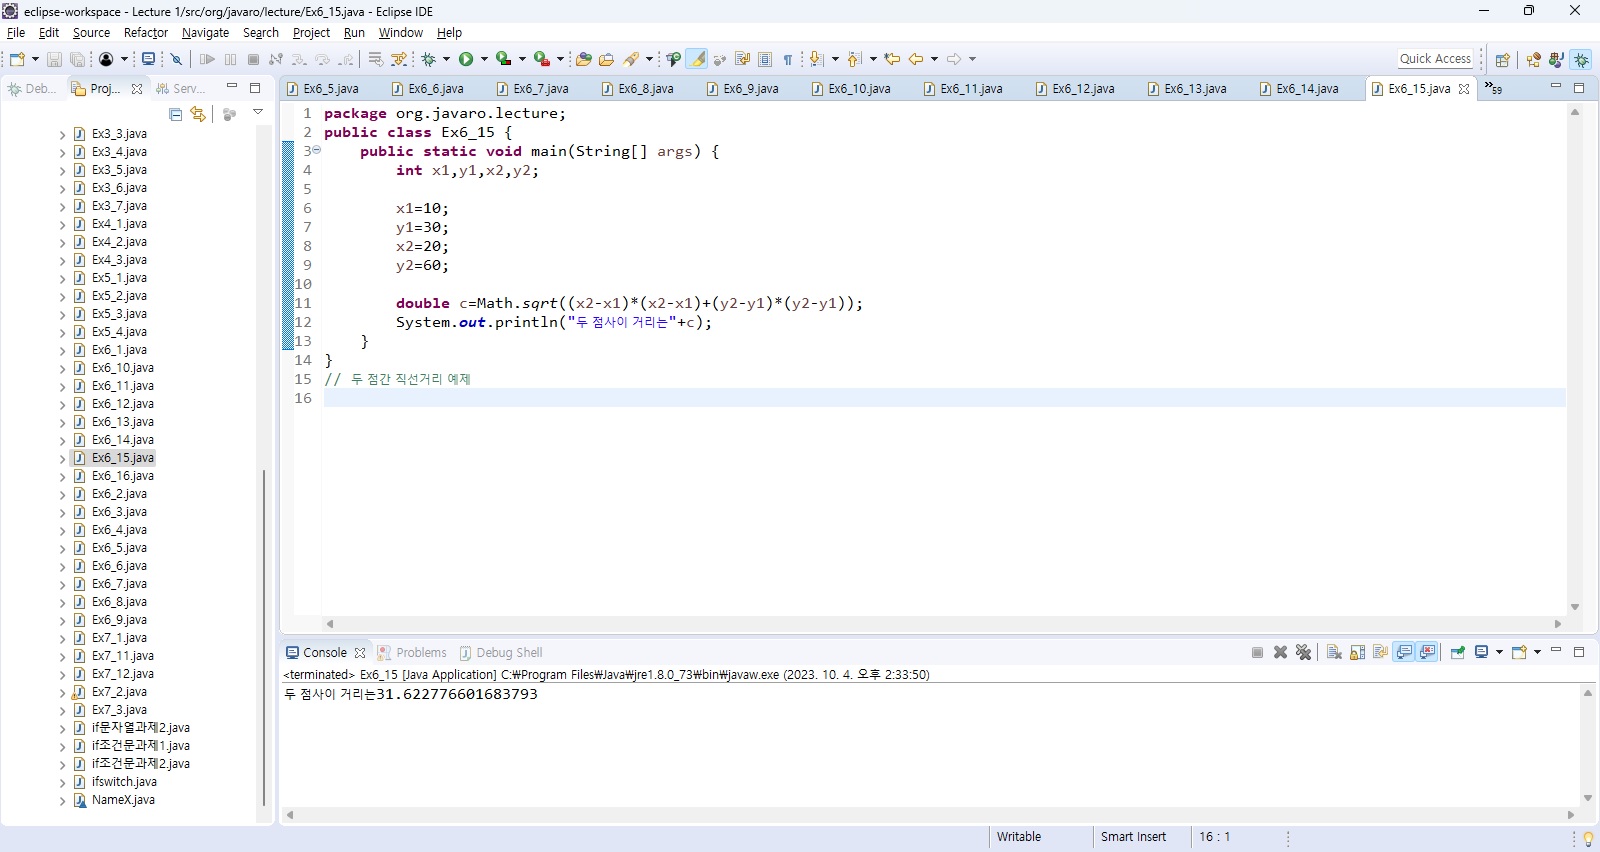 eclipse-workspace - Lecture 1/src/org/javaro/lecture/Ex6_15.java - Eclipse IDE
File Edit Source Refactor Navigate Search Project Run Window Help
Quick Access
Deb... Proj... Serv...
Ex3_3.java
Ex3_4.java
Ex3_5.java
Ex3_6.java
Ex3_7.java
Ex4_1.java
Ex4_2.java
Ex4_3.java
Ex5_1.java
Ex5_2.java
Ex5_3.java
Ex5_4.java
Ex6_1.java
Ex6_10.java
Ex6_11.java
Ex6_12.java
Ex6_13.java
Ex6_14.java
Ex6_15.java
Ex6_16.java
Ex6_2.java
Ex6_3.java
Ex6_4.java
Ex6_5.java
Ex6_6.java
Ex6_7.java
Ex6_8.java
Ex6_9.java
Ex7_1.java
Ex7_11.java
Ex7_12.java
Ex7_2.java
Ex7_3.java
if문자열과제2.java
if조건문과제1.java
if조건문과제2.java
ifswitch.java
NameX.java
Ex6_5.java Ex6_6.java Ex6_7.java Ex6_8.java Ex6_9.java Ex6_10.java Ex6_11.java Ex6_12.java Ex6_13.java Ex6_14.java Ex6_15.java »59
1 package org.javaro.lecture;
2 public class Ex6_15 {
3 public static void main(String[] args) {
4 int x1,y1,x2,y2;
5
6 x1=10;
7 y1=30;
8 x2=20;
9 y2=60;
10
11 double c=Math.sqrt((x2-x1)*(x2-x1)+(y2-y1)*(y2-y1));
12 System.out.println("두 점사이 거리는"+c);
13 }
14 }
15 // 두 점간 직선거리 예제
16
Console Problems Debug Shell
<terminated> Ex6_15 [Java Application] C:₩Program Files₩Java₩jre1.8.0_73₩bin₩javaw.exe (2023. 10. 4. 오후 2:33:50)
두 점사이 거리는31.622776601683793
Writable Smart Insert 16 : 1